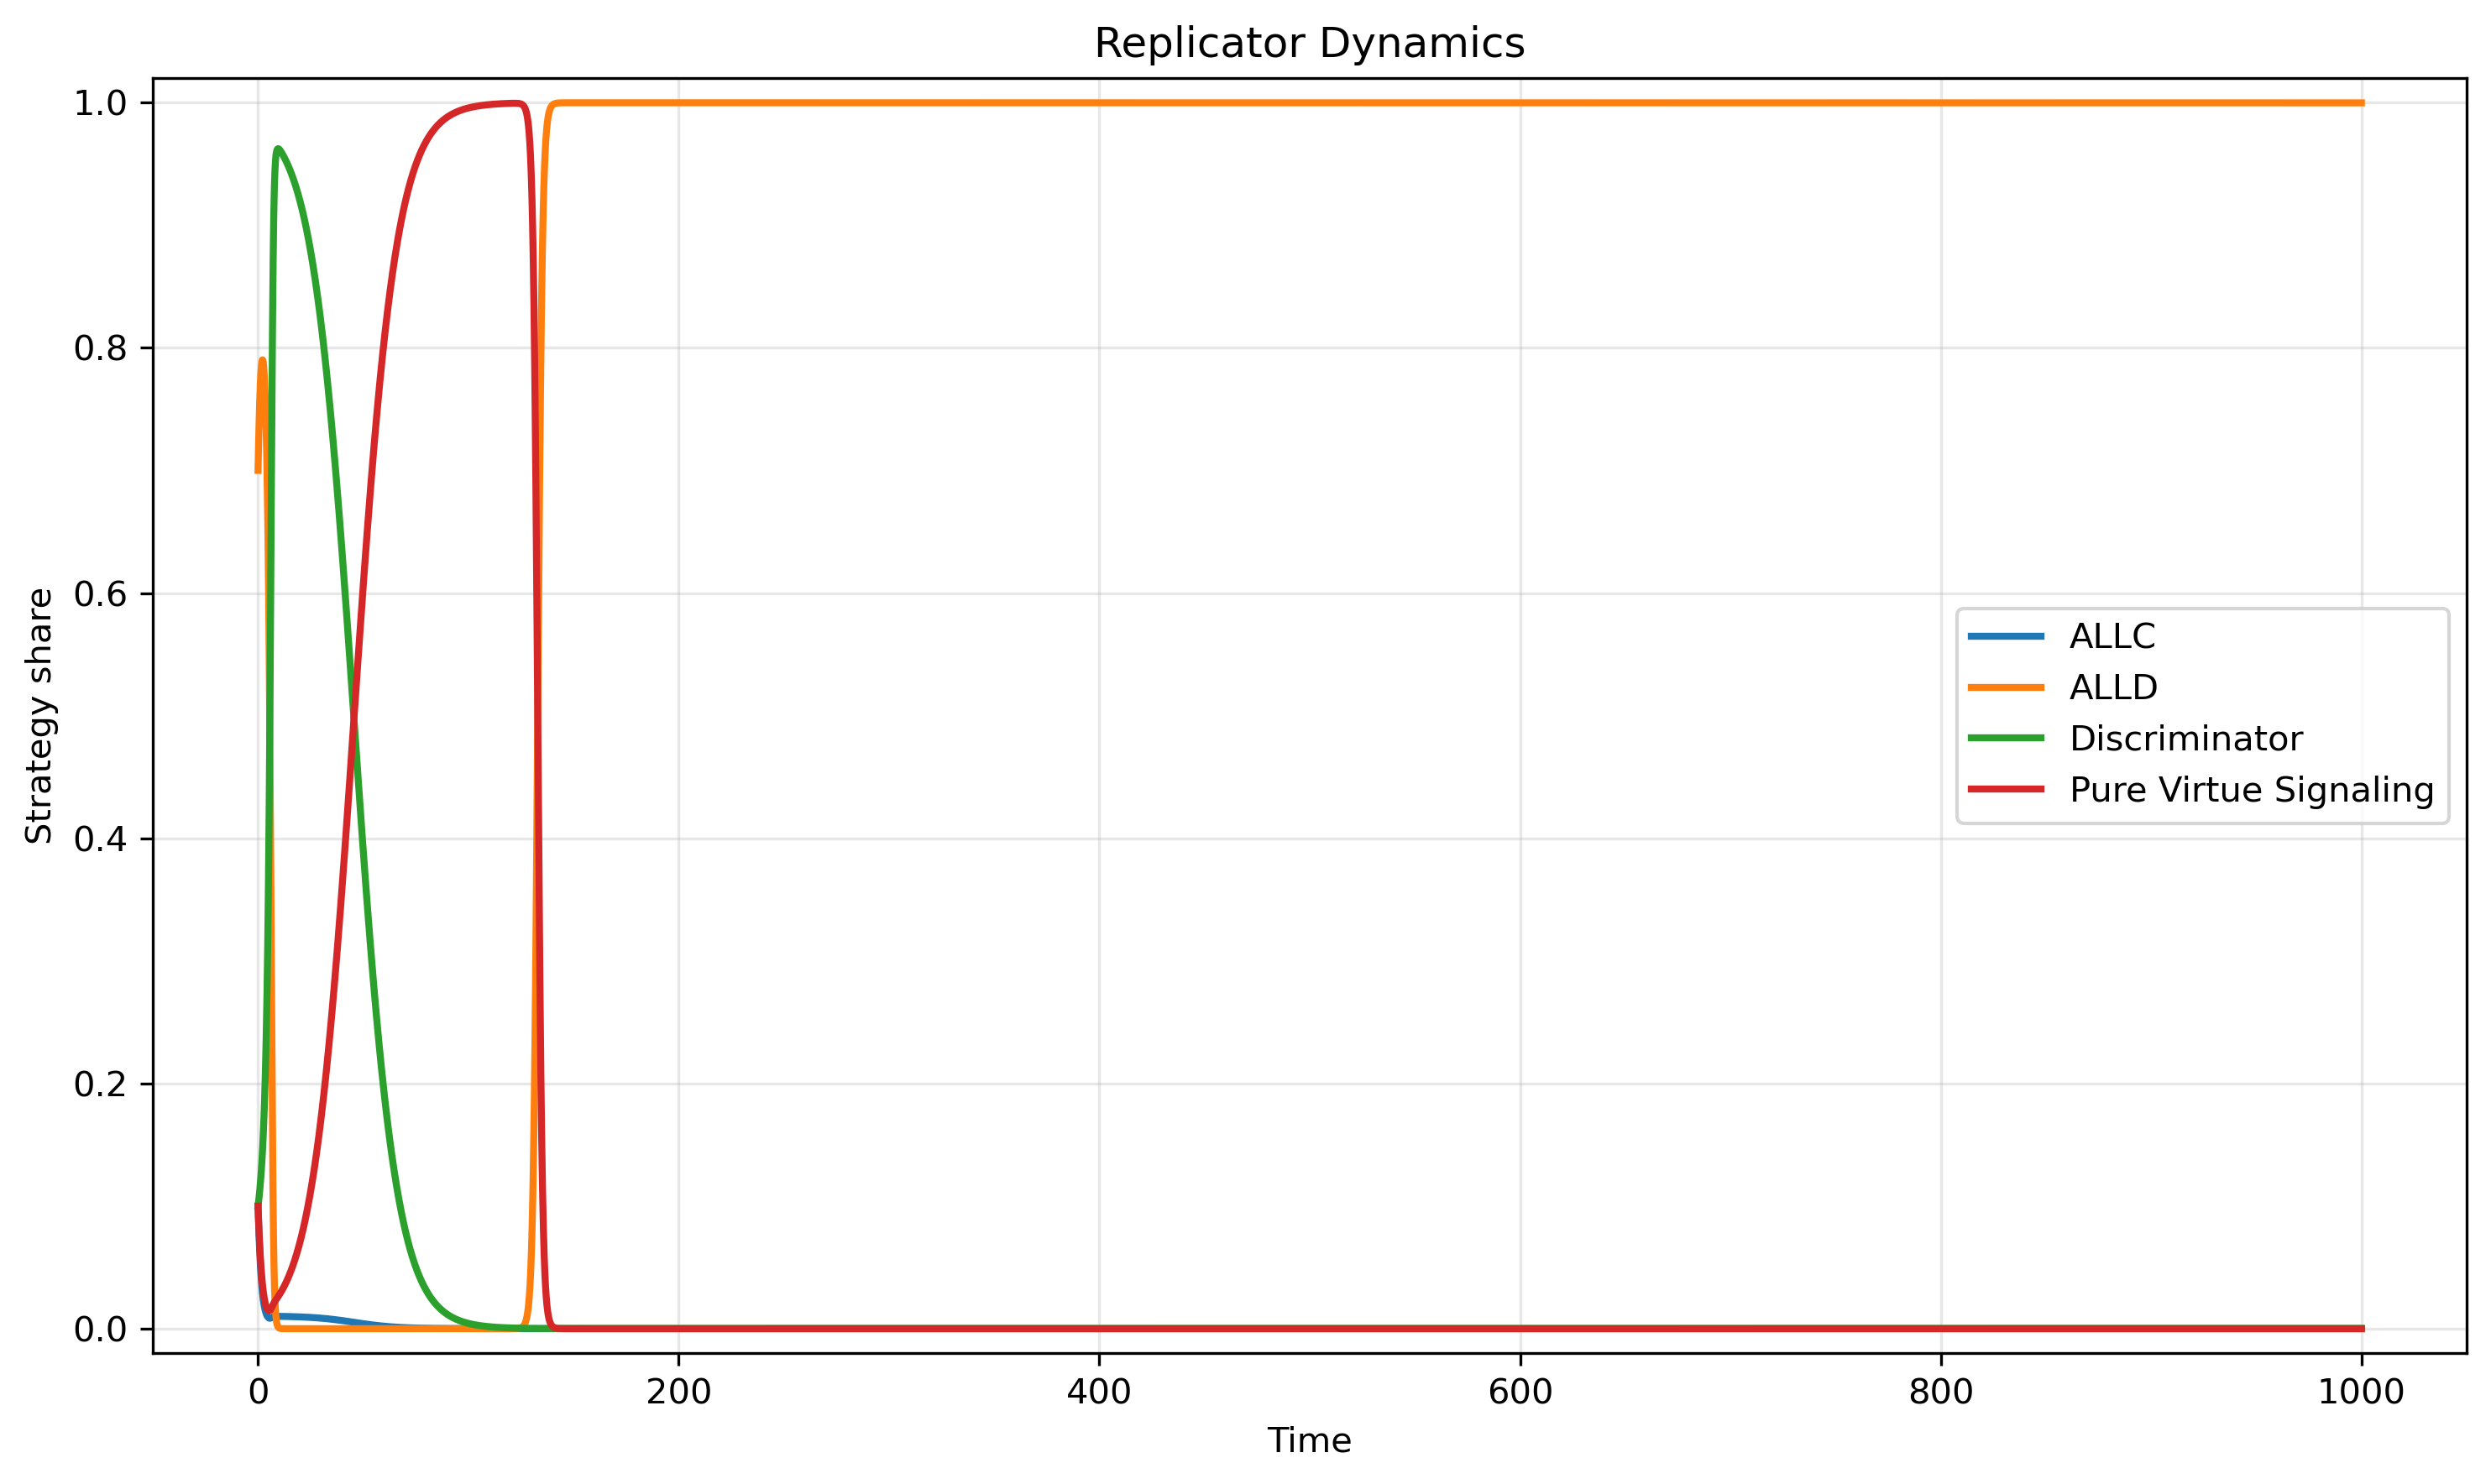 Replicator Dynamics
1.0
0.8
0.6
0.4
0.2
0.0
Strategy share
ALLC
ALLD
Discriminator
Pure Virtue Signaling
0 200 400 600 800 1000
Time